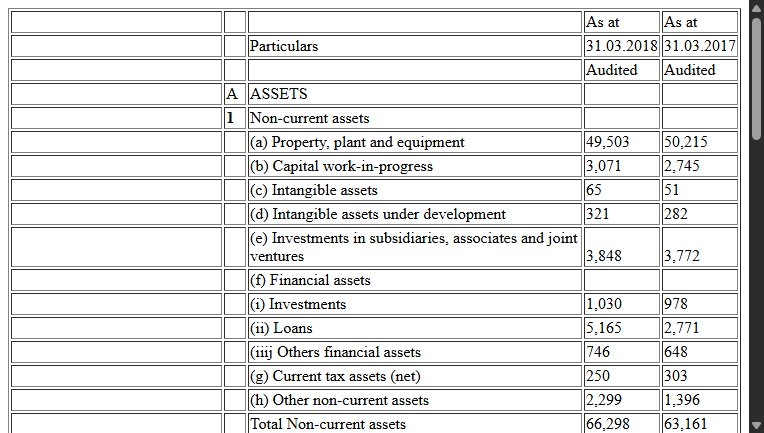 As at As at
Particulars 31.03.2018 31.03.2017
Audited Audited
A ASSETS
1 Non-current assets
(a) Property, plant and equipment 49,503 50,215
(b) Capital work-in-progress 3,071 2,745
(c) Intangible assets 65 51
(d) Intangible assets under development 321 282
(e) Investments in subsidiaries, associates and joint
ventures 3,848 3,772
(f) Financial assets
(i) Investments 1,030 978
(ii) Loans 5,165 2,771
(iiij Others financial assets 746 648
(g) Current tax assets (net) 250 303
(h) Other non-current assets 2,299 1,396
Total Non-current assets 66,298 63,161